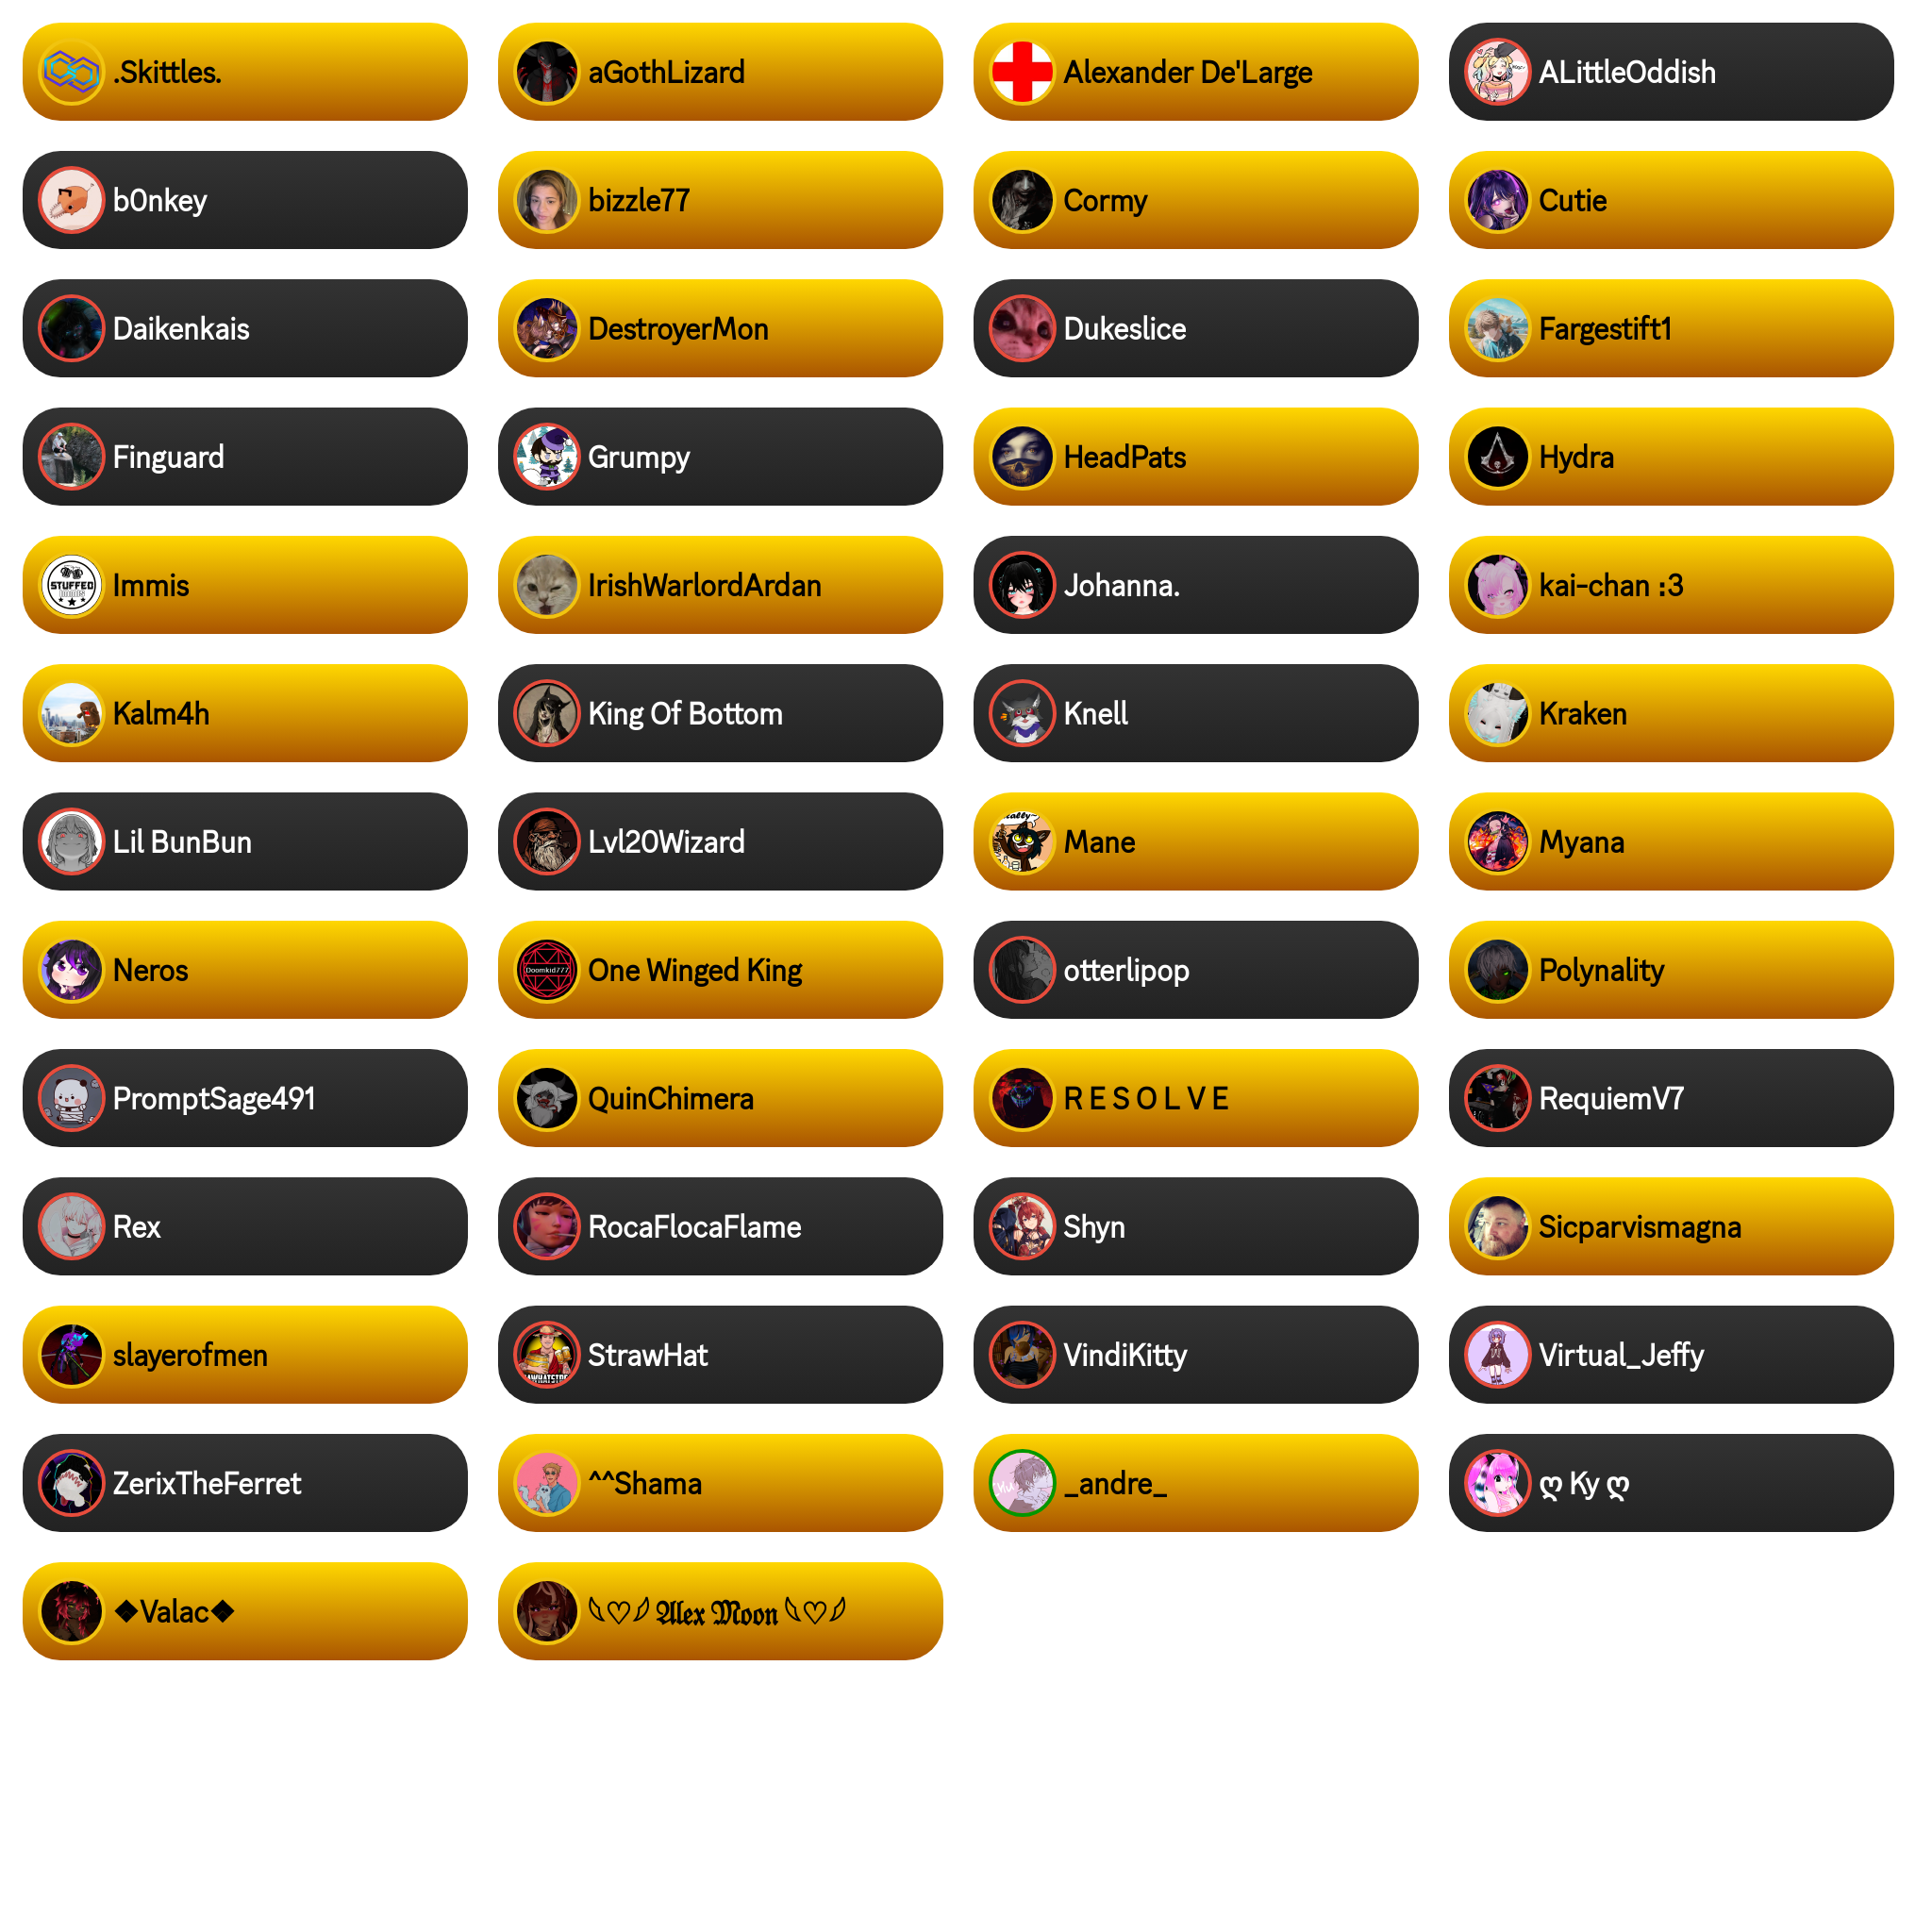 .Skittles.
aGothLizard
Alexander De'Large
ALittleOddish
b0nkey
bizzle77
Cormy
Cutie
Daikenkais
DestroyerMon
Dukeslice
Fargestift1
Finguard
Grumpy
HeadPats
Hydra
STUFFED
Immis
IrishWarlordArdan
Johanna.
kai-chan :3
Kalm4h
King Of Bottom
Knell
Kraken
Lil BunBun
Lvl20Wizard
Mane
Myana
Neros
Doomkid777
One Winged King
otterlipop
Polynality
PromptSage491
QuinChimera
R E S O L V E
RequiemV7
Rex
RocaFlocaFlame
Shyn
Sicparvismagna
slayerofmen
StrawHat
VindiKitty
Virtual_Jeffy
ZerixTheFerret
^^Shama
_andre_
ღ Ky ღ
❖Valac❖
𓆩♡𓆪 𝕬𝖑𝖊𝖝 𝕸𝖔𝖔𝖓 𓆩♡𓆪